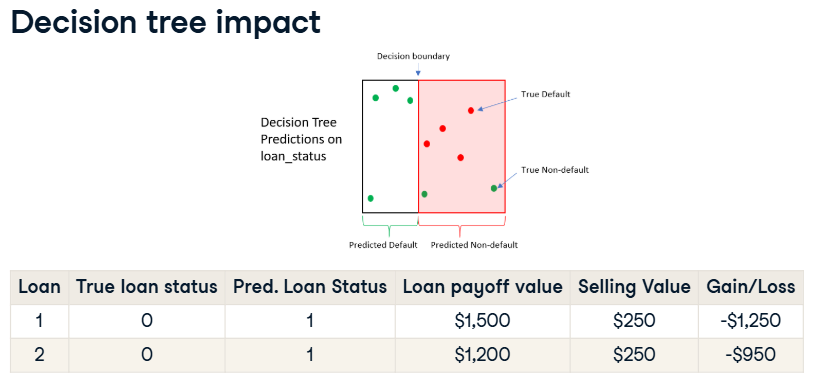 Decision tree impact
Decision boundary
True Default
Decision Tree
Predictions on
loan_status
True Non-default
Predicted Default Predicted Non-default
Loan True loan status Pred. Loan Status Loan payoff value Selling Value Gain/Loss
1 0 1 $1,500 $250 -$1,250
2 0 1 $1,200 $250 -$950